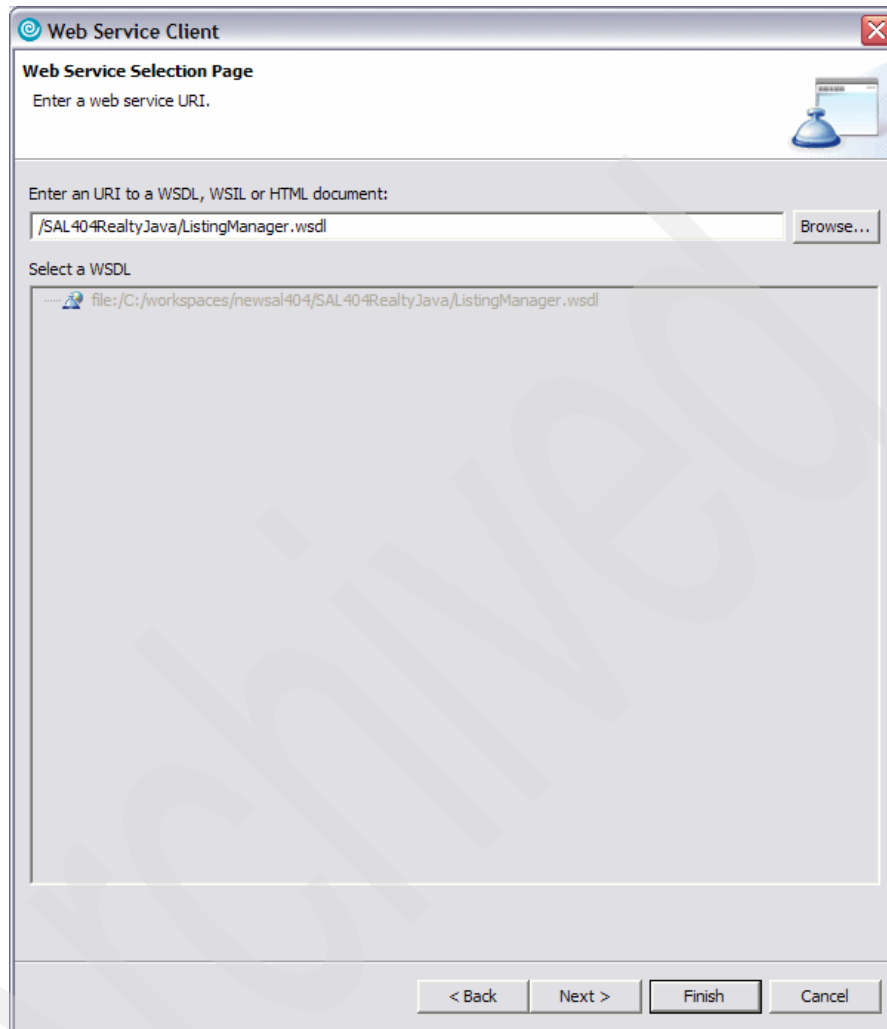 Web Service Client
Web Service Selection Page
Enter a web service URI.
Enter an URI to a WSDL, WSIL or HTML document:
/SAL404RealtyJava/ListingManager.wsdl
Browse...
Select a WSDL
file:/C:/workspaces/newsal404/SAL404RealtyJava/ListingManager.wsdl
< Back
Next >
Finish
Cancel
Archived